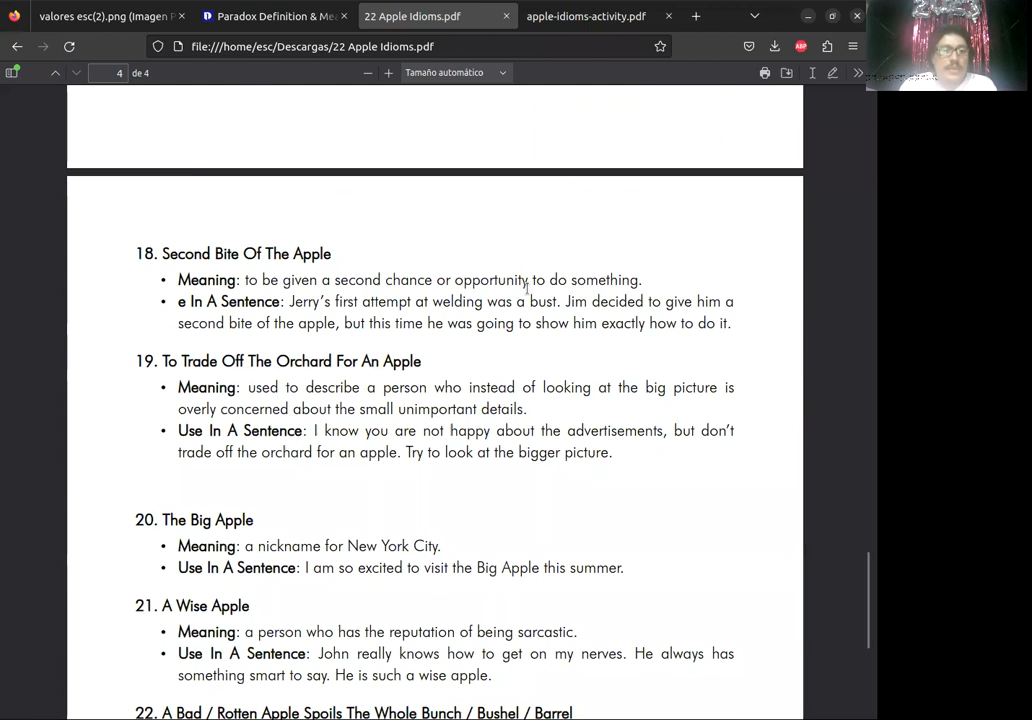 valores esc(2).png (Imagen P
Paradox Definition & Me
22 Apple Idioms.pdf
apple-idioms-activity.pdf
file:///home/esc/Descargas/22 Apple Idioms.pdf
4 de 4
Tamaño automático
18. Second Bite Of The Apple
• Meaning: to be given a second chance or opportunity to do something.
• e In A Sentence: Jerry’s first attempt at welding was a bust. Jim decided to give him a
second bite of the apple, but this time he was going to show him exactly how to do it.
19. To Trade Off The Orchard For An Apple
• Meaning: used to describe a person who instead of looking at the big picture is
overly concerned about the small unimportant details.
• Use In A Sentence: I know you are not happy about the advertisements, but don’t
trade off the orchard for an apple. Try to look at the bigger picture.
20. The Big Apple
• Meaning: a nickname for New York City.
• Use In A Sentence: I am so excited to visit the Big Apple this summer.
21. A Wise Apple
• Meaning: a person who has the reputation of being sarcastic.
• Use In A Sentence: John really knows how to get on my nerves. He always has
something smart to say. He is such a wise apple.
22. A Bad / Rotten Apple Spoils The Whole Bunch / Bushel / Barrel